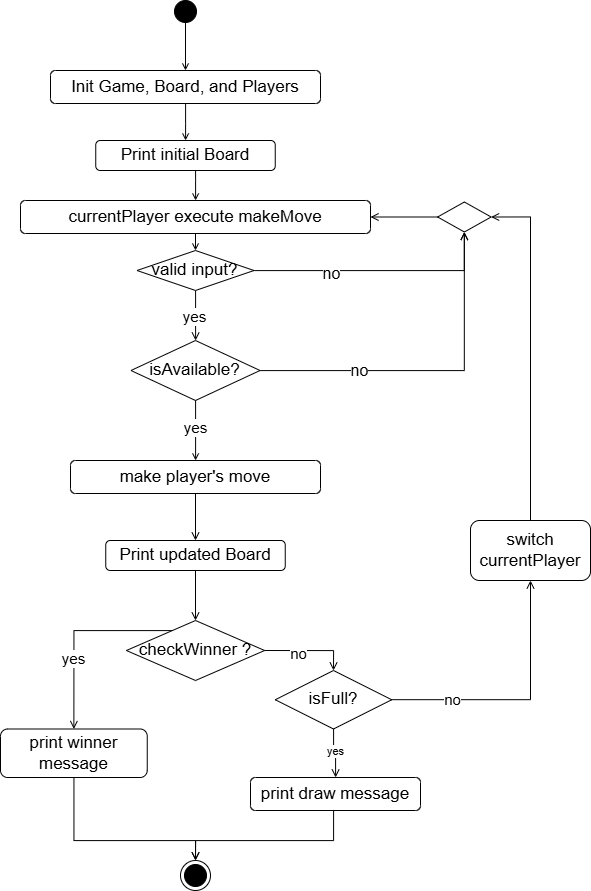 Init Game, Board, and Players
Print initial Board
currentPlayer execute makeMove
valid input?
no
yes
isAvailable?
no
yes
make player's move
Print updated Board
switch
currentPlayer
checkWinner ?
yes
no
isFull?
no
yes
print winner
message
print draw message